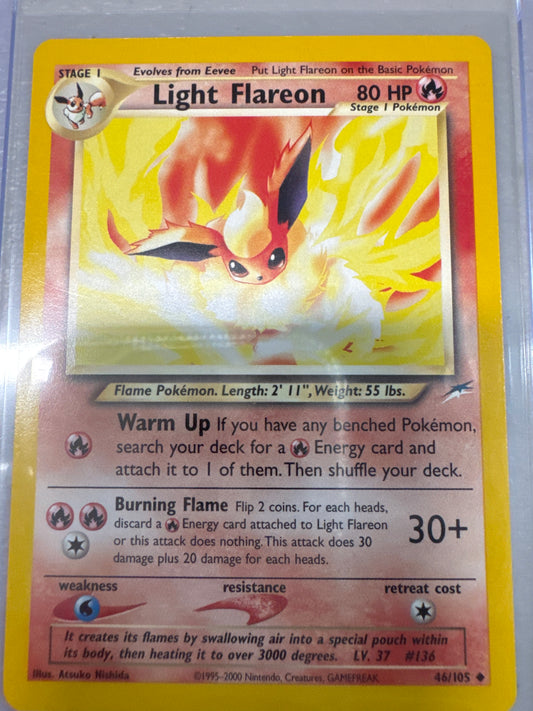 STAGE 1 Evolves from Eevee Put Light Flareon on the Basic Pokémon
Light Flareon 80 HP
Stage 1 Pokémon
Flame Pokémon. Length: 2' 11", Weight: 55 lbs.
Warm Up If you have any benched Pokémon,
search your deck for a Energy card and
attach it to 1 of them. Then shuffle your deck.
Burning Flame Flip 2 coins. For each heads,
discard a Energy card attached to Light Flareon
or this attack does nothing. This attack does 30
damage plus 20 damage for each heads.
30+
weakness resistance retreat cost
It creates its flames by swallowing air into a special pouch within
its body, then heating it to over 3000 degrees. LV. 37 #136
Illus. Atsuko Nishida ©1995-2000 Nintendo, Creatures, GAMEFREAK 46/105